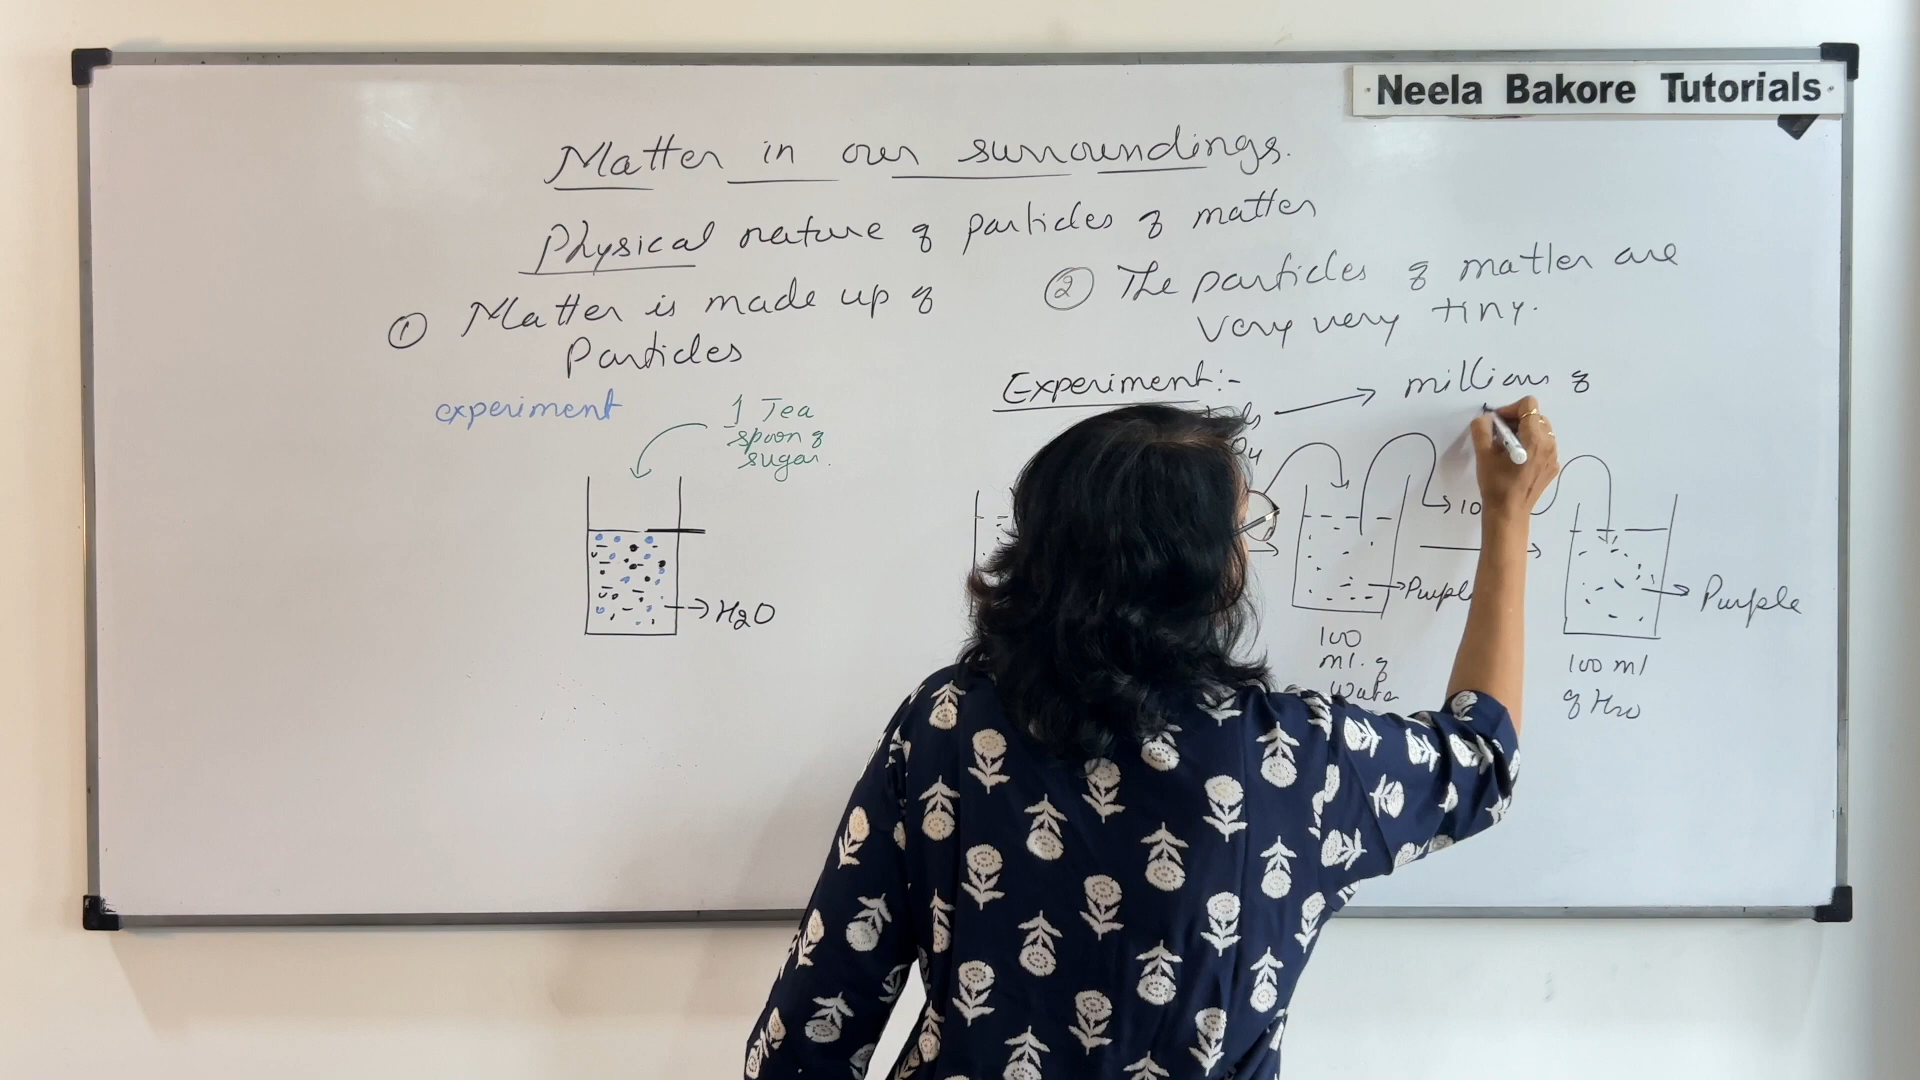 Neela Bakore Tutorials
Matter in our surroundings.
Physical nature of particles of matter
① Matter is made up of
Particles
experiment
1 Tea
spoon of
sugar.
H2O
② The particles of matter are
very very tiny.
Experiment:-
millions of
10
Purple
100
ml. of
Water
Purple
100 ml
of H2O